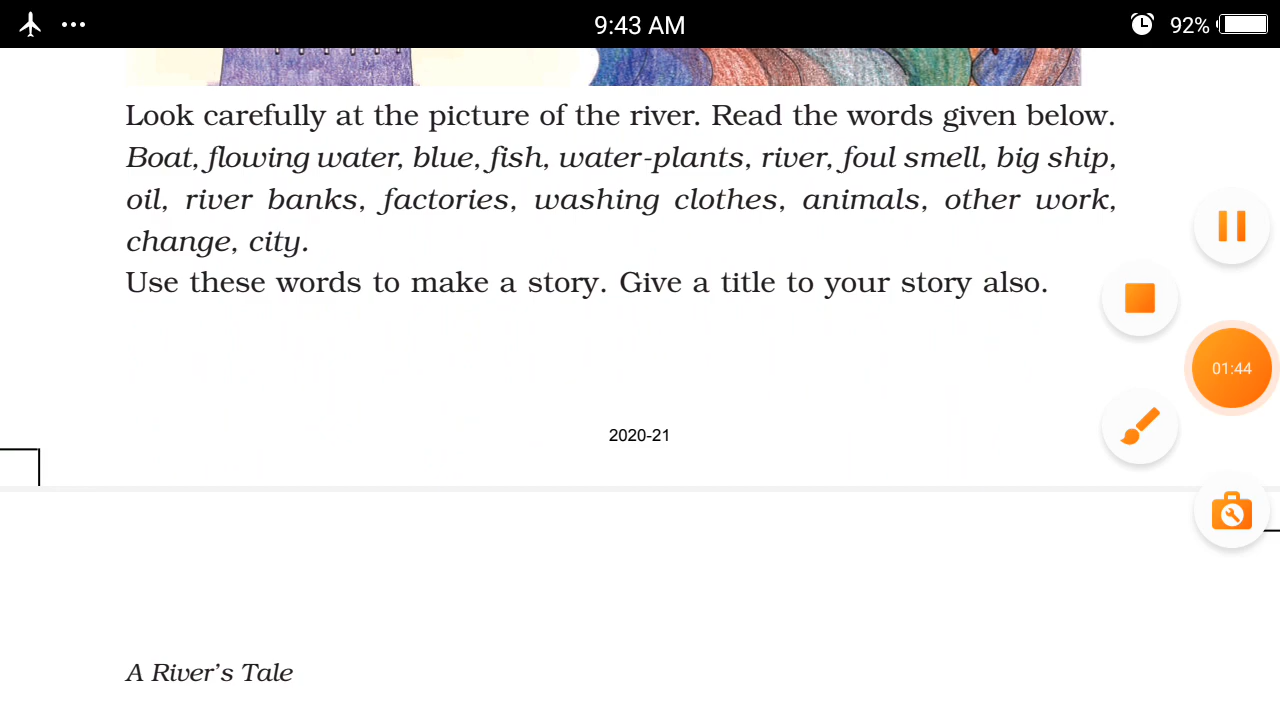 9:43 AM
92%
Look carefully at the picture of the river. Read the words given below.
Boat, flowing water, blue, fish, water-plants, river, foul smell, big ship,
oil, river banks, factories, washing clothes, animals, other work,
change, city.
Use these words to make a story. Give a title to your story also.
01:44
2020-21
A River’s Tale